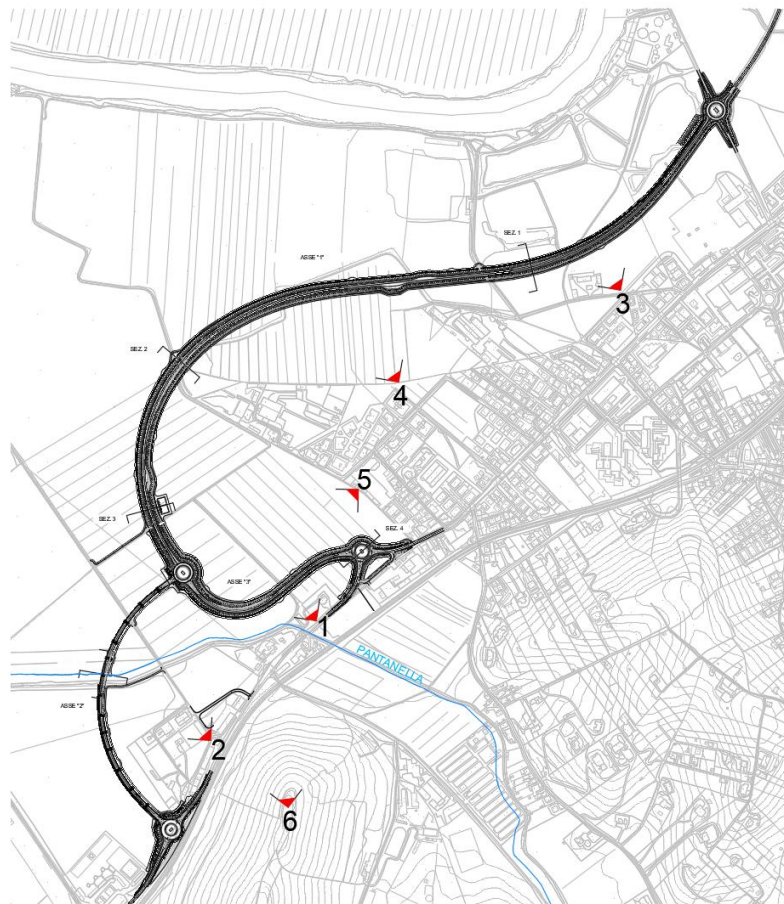 SEZ. 1
ASSE "1"
3
SEZ. 2
4
5
SEZ. 3
SEZ. 4
ASSE "3"
1
PANTANELLA
ASSE "2"
2
6